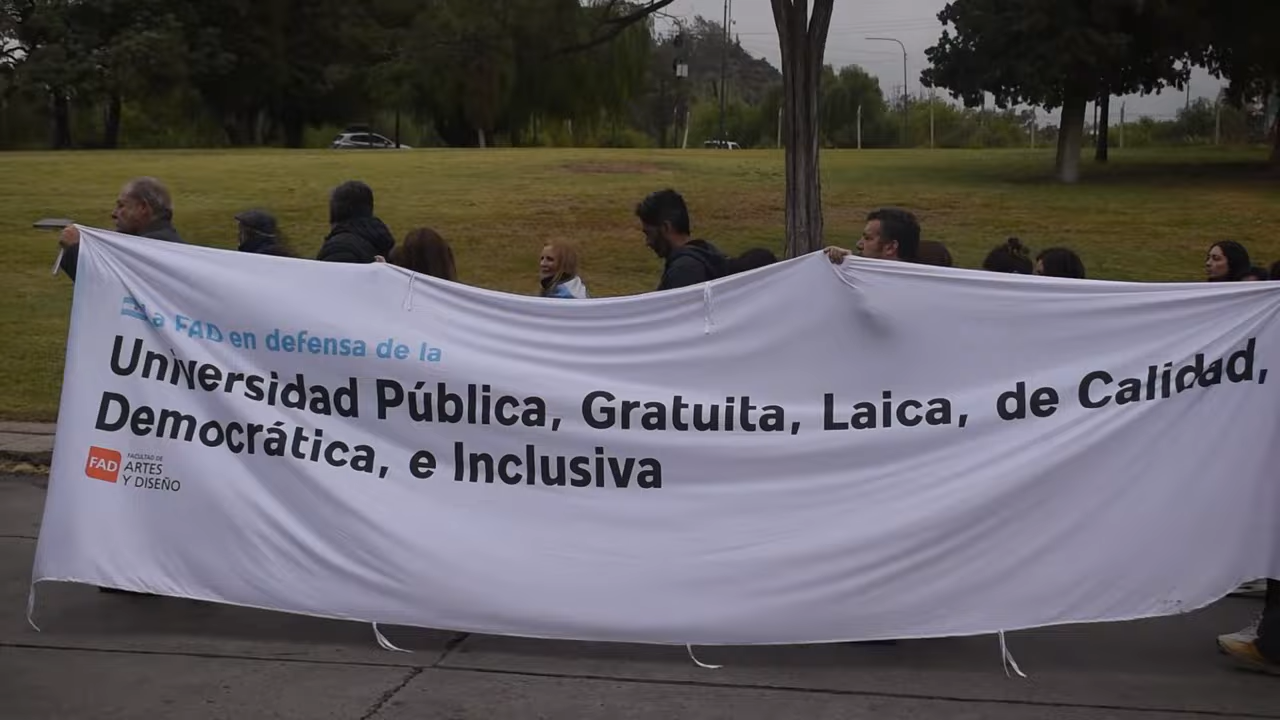 La FAD en defensa de la
Universidad Pública, Gratuita, Laica, de Calidad,
Democrática, e Inclusiva
FAD
FACULTAD DE
ARTES
Y DISEÑO